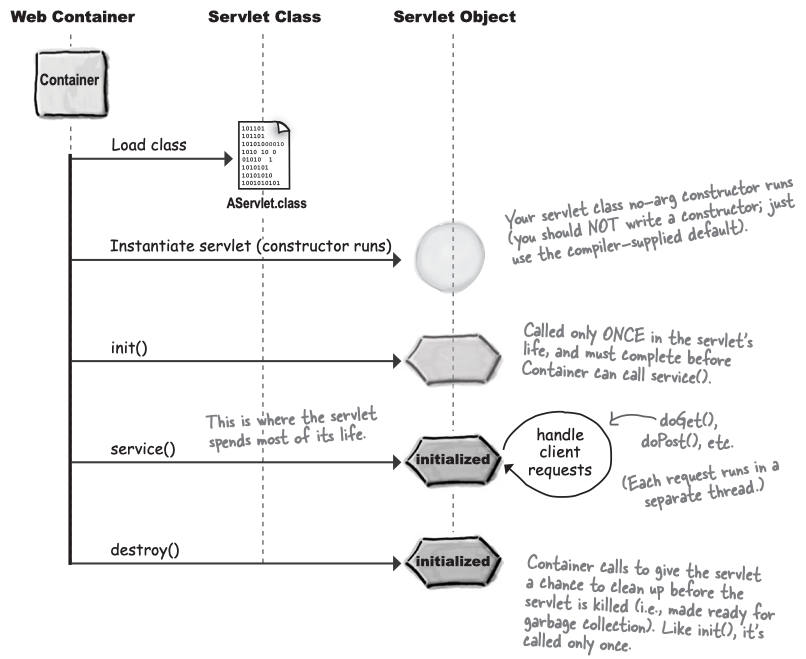 Web Container
Servlet Class
Servlet Object
Container
Load class
101101
101101
10101000010
1010 10 0
01010 1
1010101
10101010
1001010101
AServlet.class
Instantiate servlet (constructor runs)
Your servlet class no-arg constructor runs
(you should NOT write a constructor; just
use the compiler-supplied default).
init()
Called only ONCE in the servlet's
life, and must complete before
Container can call service().
This is where the servlet
spends most of its life.
service()
initialized
handle
client
requests
doGet(),
doPost(), etc.
(Each request runs in a
separate thread.)
destroy()
initialized
Container calls to give the servlet
a chance to clean up before the
servlet is killed (i.e., made ready for
garbage collection). Like init(), it's
called only once.